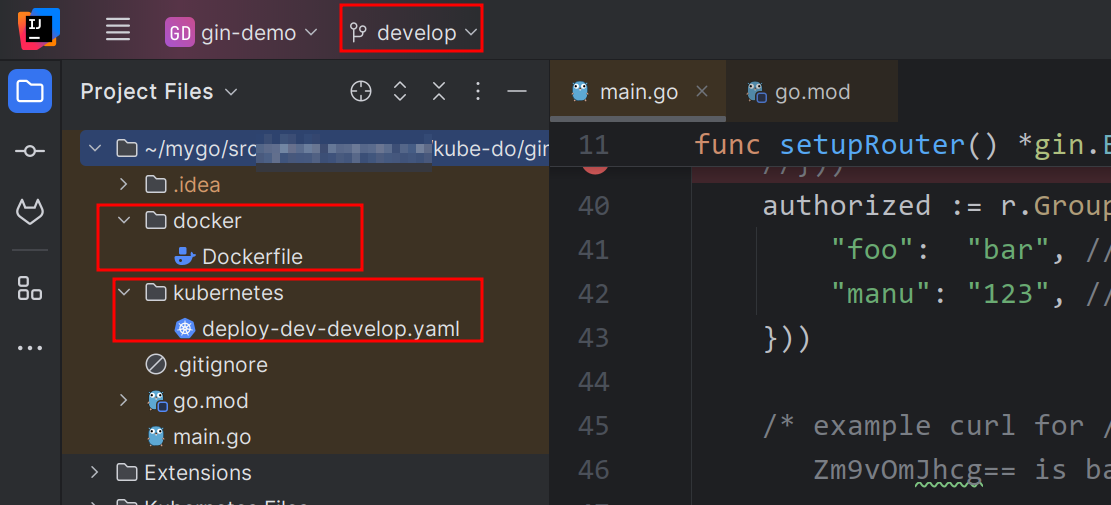 IJ
GD gin-demo develop
Project Files
main.go go.mod
~/mygo/src /kube-do/gin
.idea
docker
Dockerfile
kubernetes
deploy-dev-develop.yaml
.gitignore
go.mod
main.go
Extensions
Kubernetes Files
11 func setupRouter() *gin.E
//}))
40 authorized := r.Group
41 "foo": "bar", //
42 "manu": "123", //
43 }))
44
45 /* example curl for /
46 Zm9vOmJhcg== is ba